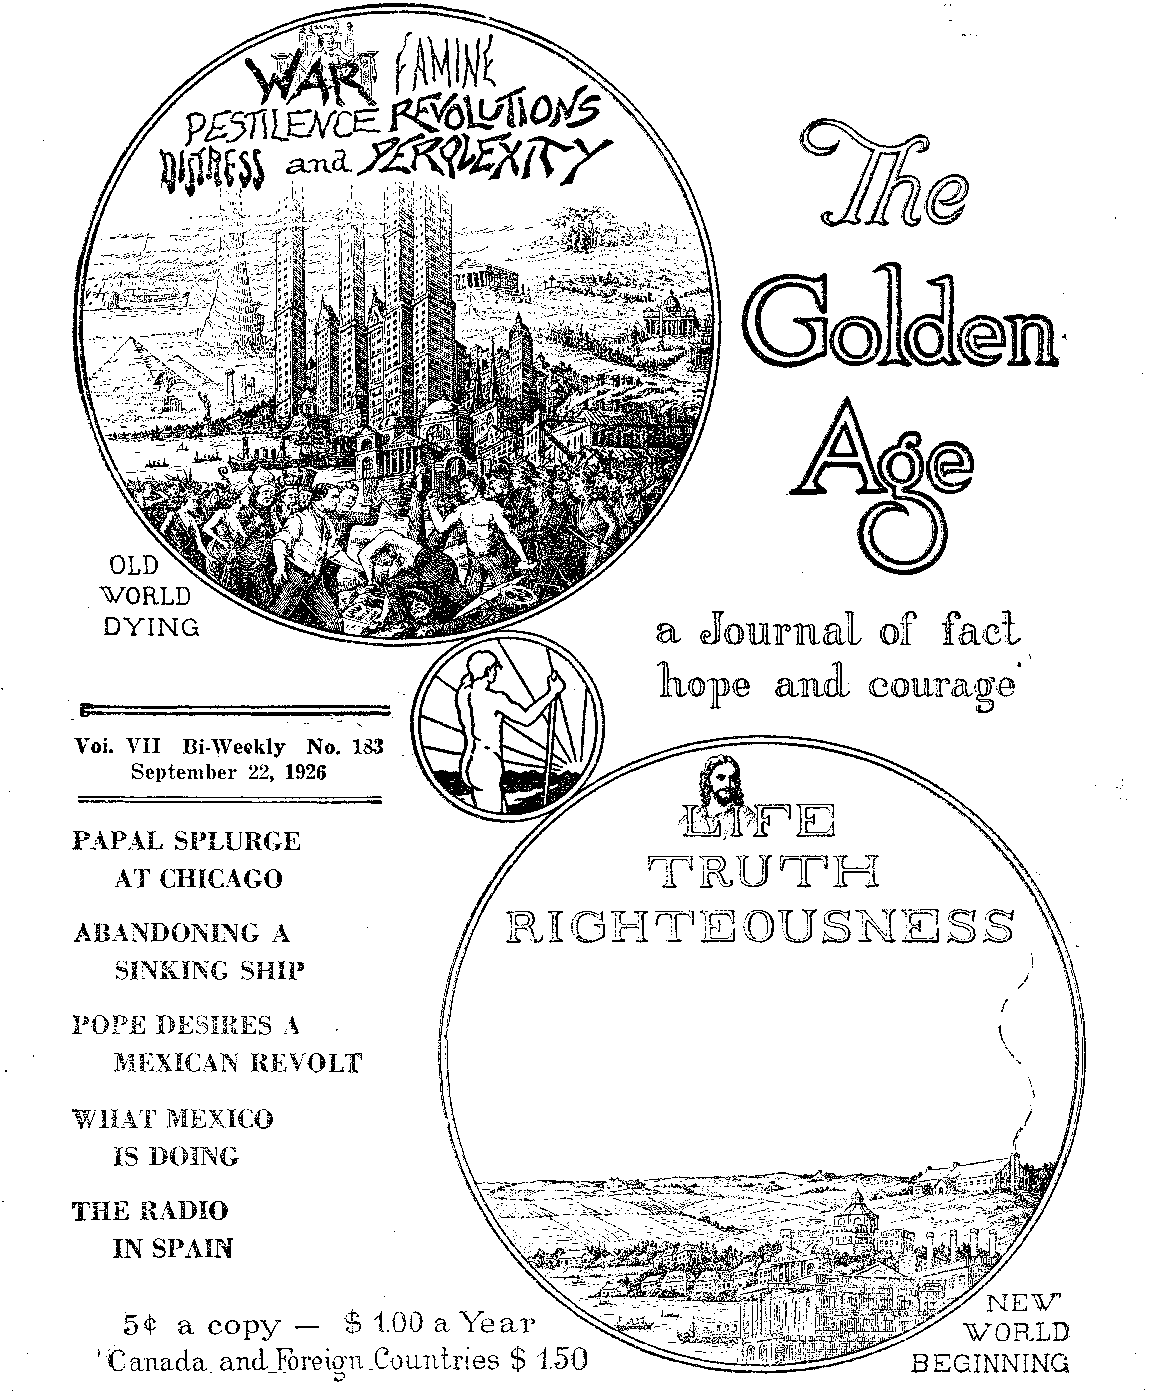 WAR FAMINE
PESTILENCE REVOLUTIONS
DISTRESS and PERPLEXITY
The
Golden
Age
OLD
WORLD
DYING
a Journal of fact
hope and courage
Vol. VII Bi-Weekly No. 183
September 22, 1926
PAPAL SPLURGE
AT CHICAGO
ABANDONING A
SINKING SHIP
POPE DESIRES A
MEXICAN REVOLT
WHAT MEXICO
IS DOING
THE RADIO
IN SPAIN
5¢ a copy — $ 1.00 a Year
Canada and Foreign Countries $ 1.50
LIFE
TRUTH
RIGHTEOUSNESS
NEW
WORLD
BEGINNING